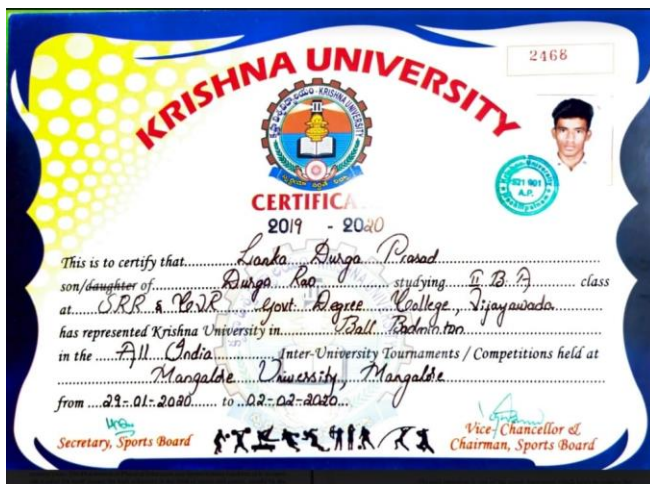 KRISHNA UNIVERSITY
2468
CERTIFICA
2019 - 2020
This is to certify that Lanka Durga Prasad
son/daughter of Durga Rao studying II B.A class
at SRR & CVR Govt. Degree College, Vijayawada
has represented Krishna University in Ball Badminton
in the All India Inter-University Tournaments / Competitions held at
Mangalore University, Mangalore
from 29-01-2020 to 02-02-2020
Secretary, Sports Board
Vice-Chancellor &
Chairman, Sports Board